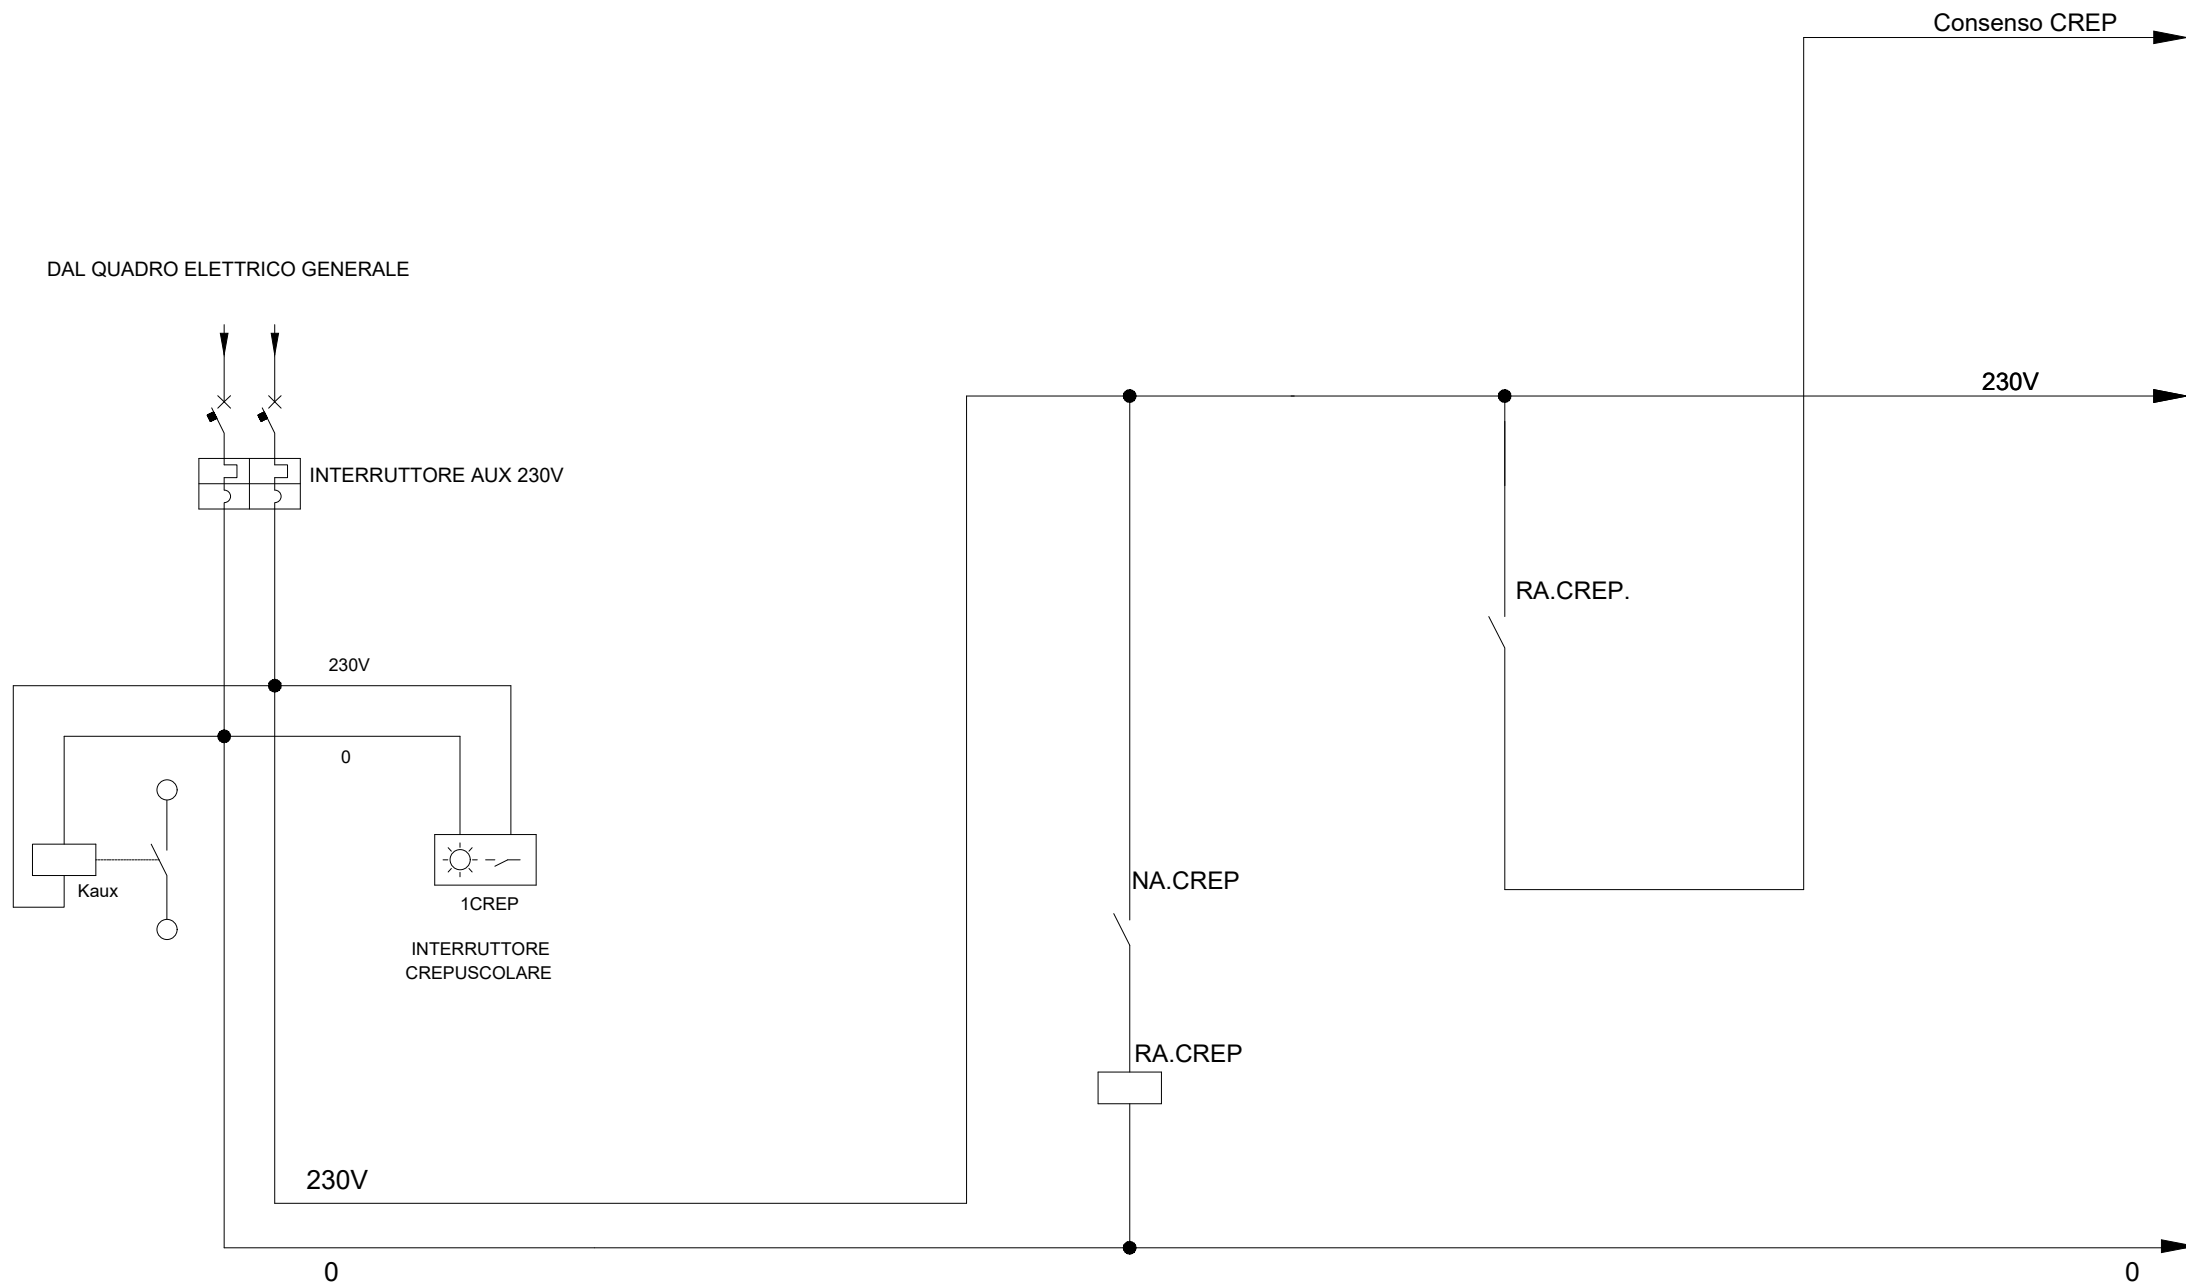 Consenso CREP
DAL QUADRO ELETTRICO GENERALE
230V
INTERRUTTORE AUX 230V
RA.CREP.
230V
0
NA.CREP
Kaux
1CREP
INTERRUTTORE
CREPUSCOLARE
RA.CREP
230V
0
0